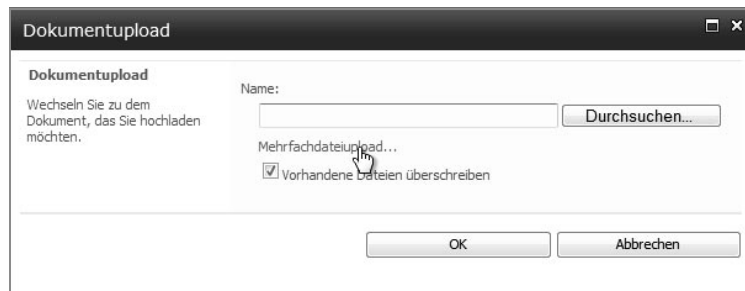 Dokumentupload
Dokumentupload
Wechseln Sie zu dem
Dokument, das Sie hochladen
möchten.
Name:
Durchsuchen...
Mehrfachdateiupload...
Vorhandene Dateien überschreiben
OK
Abbrechen